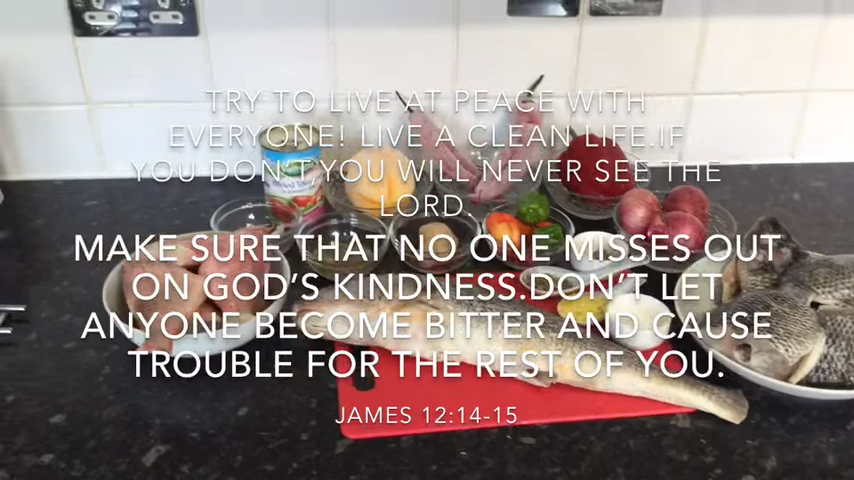 TRY TO LIVE AT PEACE WITH
EVERYONE! LIVE A CLEAN LIFE.IF
YOU DON'T YOU WILL NEVER SEE THE
LORD.
MAKE SURE THAT NO ONE MISSES OUT
ON GOD'S KINDNESS.DON'T LET
ANYONE BECOME BITTER AND CAUSE
TROUBLE FOR THE REST OF YOU.
JAMES 12:14-15